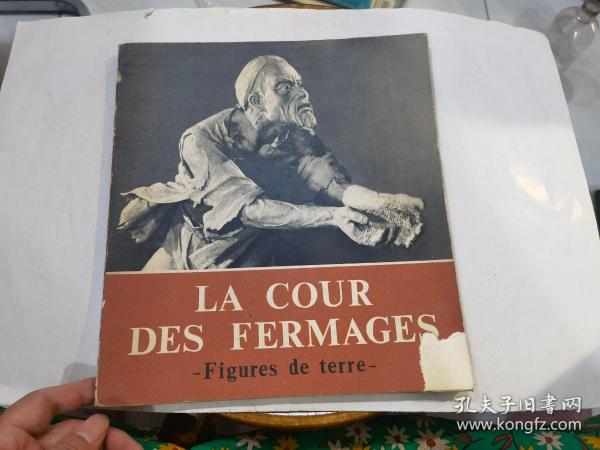 LA COUR
DES FERMAGES
-Figures de terre-
孔夫子旧书网
www.kongfz.com